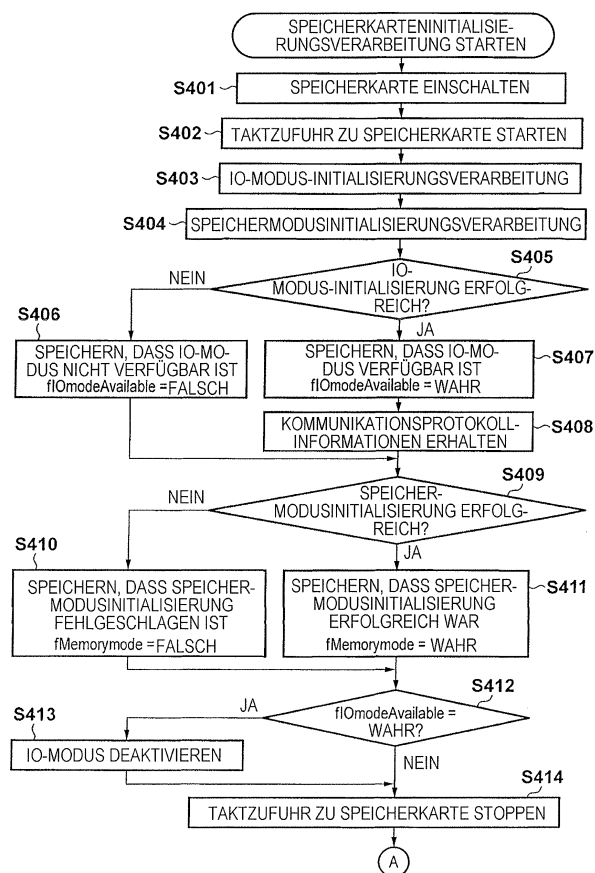 SPEICHERKARTENINITIALISIE-
RUNGSVERARBEITUNG STARTEN
S401
SPEICHERKARTE EINSCHALTEN
S402
TAKTZUFUHR ZU SPEICHERKARTE STARTEN
S403
IO-MODUS-INITIALISIERUNGSVERARBEITUNG
S404
SPEICHERMODUSINITIALISIERUNGSVERARBEITUNG
S405
IO-
MODUS-INITIALISIERUNG ERFOLG-
REICH?
NEIN
JA
S406
SPEICHERN, DASS IO-MO-
DUS NICHT VERFÜGBAR IST
fIOmodeAvailable =FALSCH
S407
SPEICHERN, DASS IO-MO-
DUS VERFÜGBAR IST
fIOmodeAvailable = WAHR
S408
KOMMUNIKATIONSPROTOKOLL-
INFORMATIONEN ERHALTEN
S409
SPEICHER-
MODUSINITIALISIERUNG ERFOLG-
REICH?
NEIN
JA
S410
SPEICHERN, DASS SPEICHER-
MODUSINITIALISIERUNG
FEHLGESCHLAGEN IST
fMemorymode =FALSCH
S411
SPEICHERN, DASS SPEICHER-
MODUSINITIALISIERUNG
ERFOLGREICH WAR
fMemorymode = WAHR
S412
fIOmodeAvailable =
WAHR?
JA
NEIN
S413
IO-MODUS DEAKTIVIEREN
S414
TAKTZUFUHR ZU SPEICHERKARTE STOPPEN
A